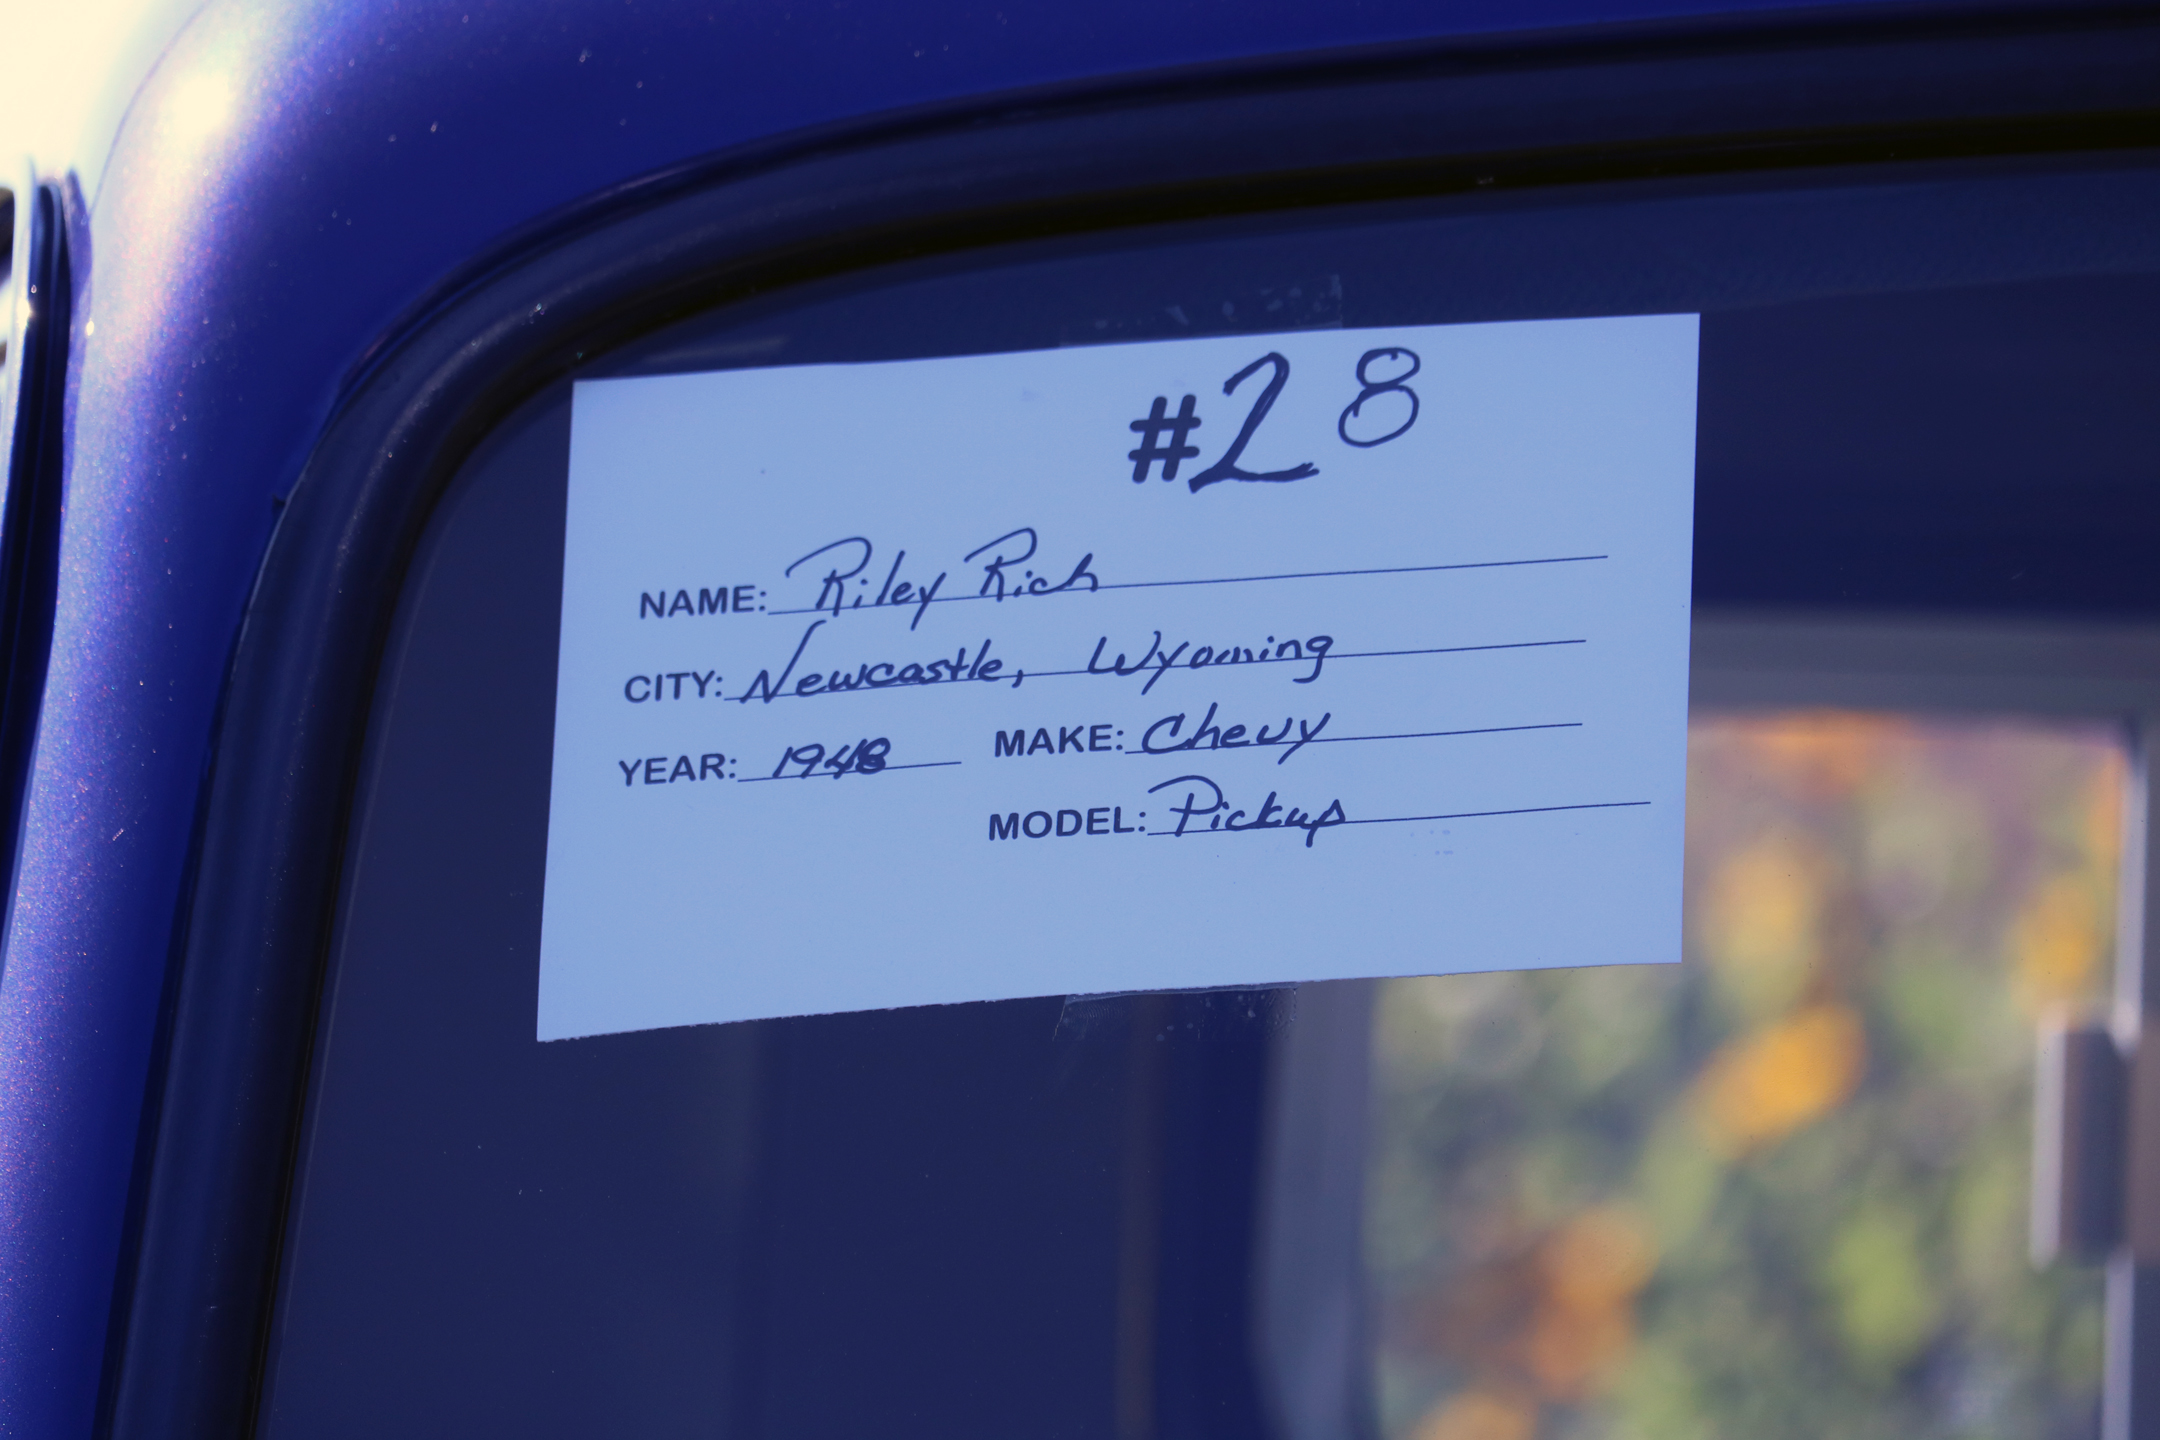 #28
NAME: Riley Rich
CITY: Newcastle, Wyoming
YEAR: 1948 MAKE: Chevy
MODEL: Pickup